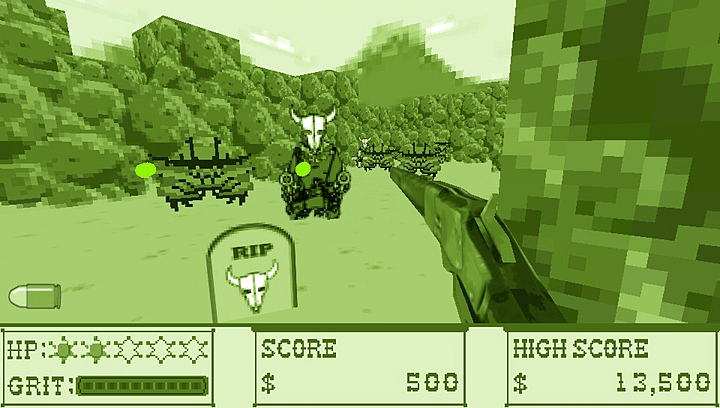 RIP
HP:
GRIT:
SCORE
$ 500
HIGH SCORE
$ 13,500